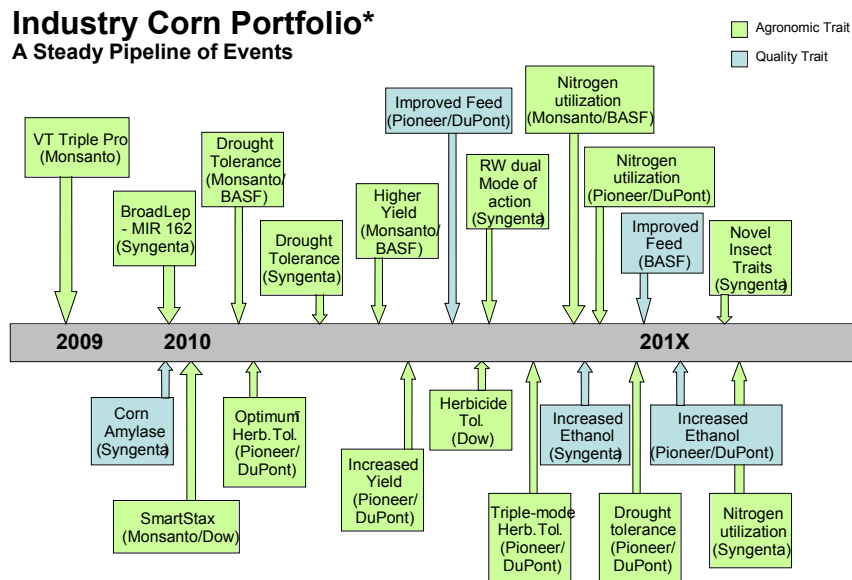 Industry Corn Portfolio*
A Steady Pipeline of Events
Agronomic Trait
Quality Trait
VT Triple Pro
(Monsanto)
BroadLep
- MIR 162
(Syngenta)
Drought
Tolerance
(Monsanto/
BASF)
Drought
Tolerance
(Syngenta)
Higher
Yield
(Monsanto/
BASF)
Improved Feed
(Pioneer/DuPont)
RW dual
Mode of
action
(Syngenta)
Nitrogen
utilization
(Monsanto/BASF)
Nitrogen
utilization
(Pioneer/DuPont)
Improved
Feed
(BASF)
Novel
Insect
Traits
(Syngenta)
2009
2010
201X
Corn
Amylase
(Syngenta)
SmartStax
(Monsanto/Dow)
Optimum
Herb.Tol.
(Pioneer/
DuPont)
Increased
Yield
(Pioneer/
DuPont)
Herbicide
Tol.
(Dow)
Triple-mode
Herb.Tol.
(Pioneer/
DuPont)
Increased
Ethanol
(Syngenta)
Drought
tolerance
(Pioneer/
DuPont)
Increased
Ethanol
(Pioneer/DuPont)
Nitrogen
utilization
(Syngenta)